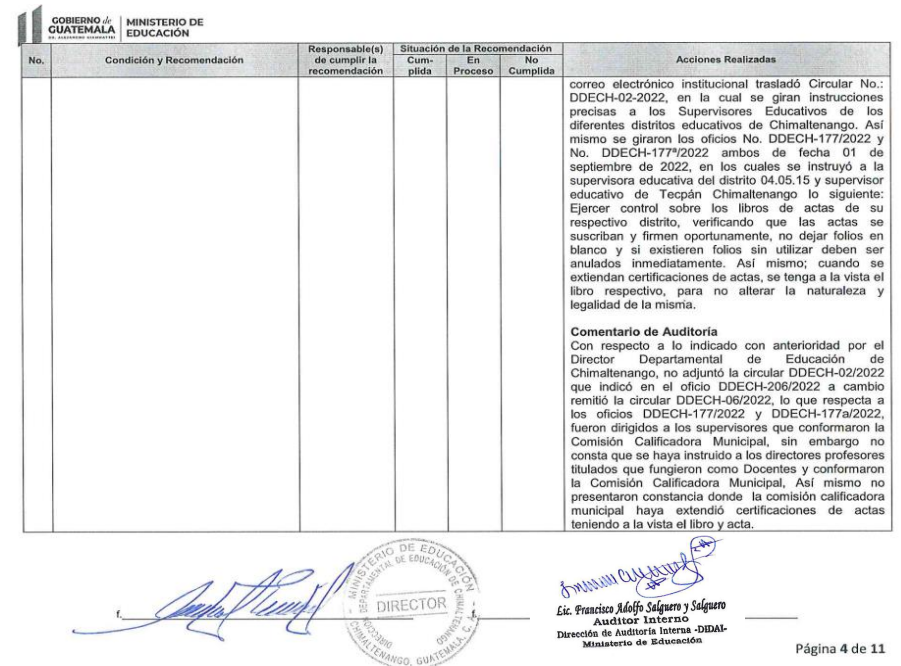 GOBIERNO de
GUATEMALA
DR. ALEJANDRO GIAMMATTEI
MINISTERIO DE
EDUCACIÓN
No.
Condición y Recomendación
Responsable(s)
de cumplir la
recomendación
Situación de la Recomendación
Cum-
plida
En
Proceso
No
Cumplida
Acciones Realizadas
correo electrónico institucional trasladó Circular No.:
DDECH-02-2022, en la cual se giran instrucciones
precisas a los Supervisores Educativos de los
diferentes distritos educativos de Chimaltenango. Así
mismo se giraron los oficios No. DDECH-177/2022 y
No. DDECH-177ª/2022 ambos de fecha 01 de
septiembre de 2022, en los cuales se instruyó a la
supervisora educativa del distrito 04.05.15 y supervisor
educativo de Tecpán Chimaltenango lo siguiente:
Ejercer control sobre los libros de actas de su
respectivo distrito, verificando que las actas se
suscriban y firmen oportunamente, no dejar folios en
blanco y si existieren folios sin utilizar deben ser
anulados inmediatamente. Así mismo; cuando se
extiendan certificaciones de actas, se tenga a la vista el
libro respectivo, para no alterar la naturaleza y
legalidad de la misma.
Comentario de Auditoría
Con respecto a lo indicado con anterioridad por el
Director Departamental de Educación de
Chimaltenango, no adjuntó la circular DDECH-02/2022
que indicó en el oficio DDECH-206/2022 a cambio
remitió la circular DDECH-06/2022, lo que respecta a
los oficios DDECH-177/2022 y DDECH-177a/2022,
fueron dirigidos a los supervisores que conformaron la
Comisión Calificadora Municipal, sin embargo no
consta que se haya instruido a los directores profesores
titulados que fungieron como Docentes y conformaron
la Comisión Calificadora Municipal, Así mismo no
presentaron constancia donde la comisión calificadora
municipal haya extendió certificaciones de actas
teniendo a la vista el libro y acta.
f.
MINISTERIO DE EDUCACIÓN
DIRECCIÓN DEPARTAMENTAL DE EDUCACIÓN DE CHIMALTENANGO
DIRECTOR
CHIMALTENANGO, GUATEMALA, C.A.
f.
Lic. Francisco Adolfo Salguero y Salguero
Auditor Interno
Dirección de Auditoría Interna -DIDAI-
Ministerio de Educación
Página 4 de 11